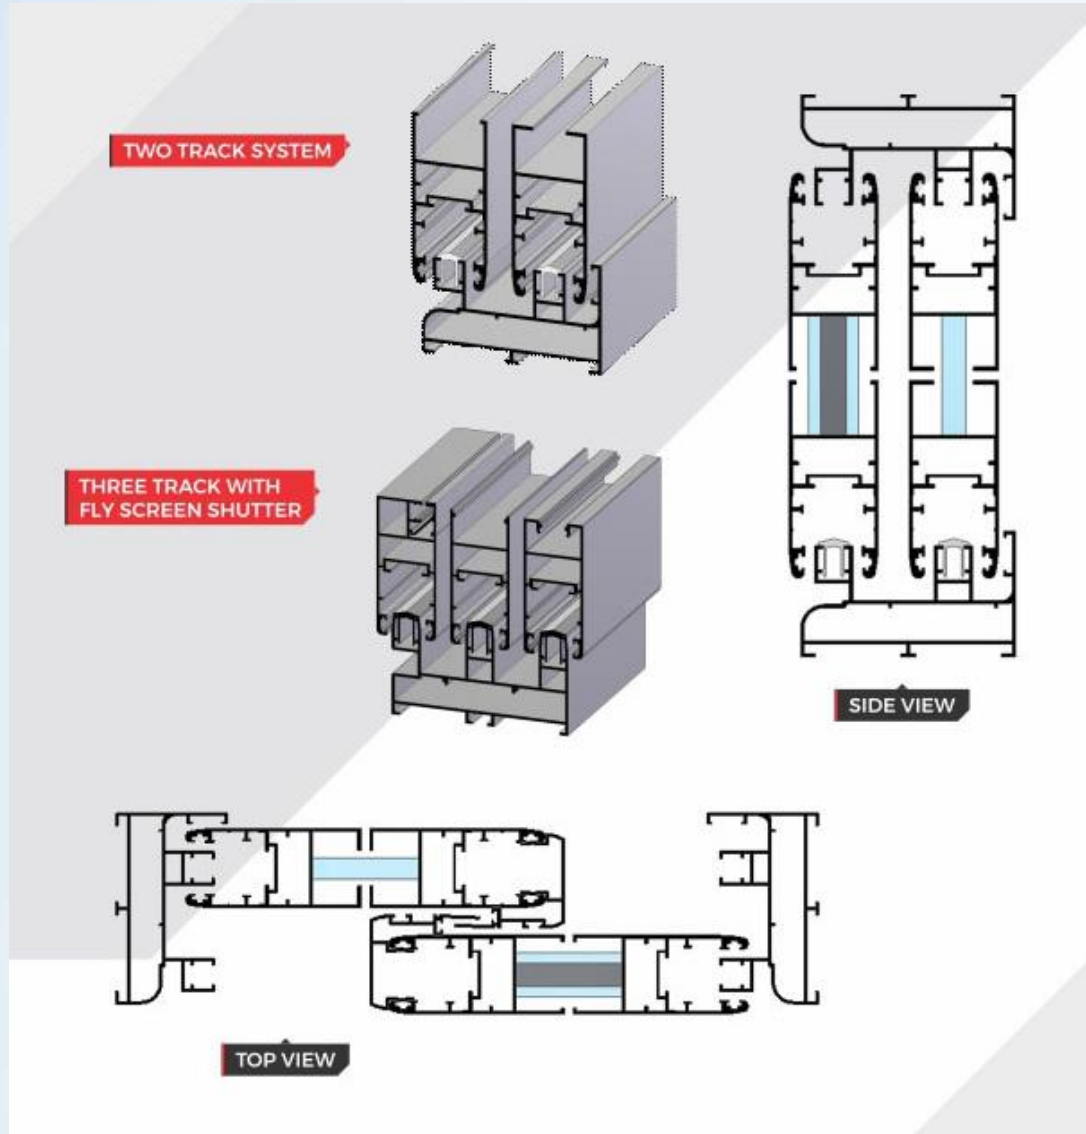 TWO TRACK SYSTEM
THREE TRACK WITH
FLY SCREEN SHUTTER
SIDE VIEW
TOP VIEW